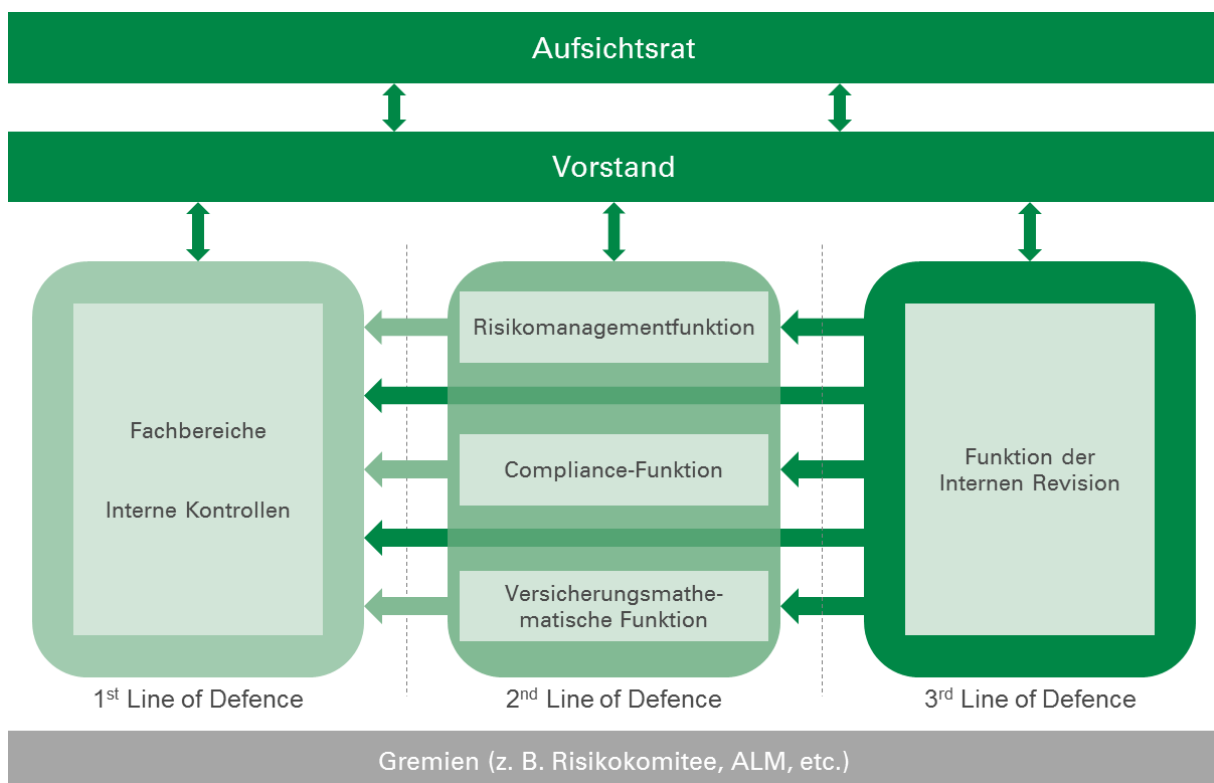 Aufsichtsrat
Vorstand
Fachbereiche
Interne Kontrollen
Risikomanagementfunktion
Compliance-Funktion
Versicherungsmathe-
matische Funktion
Funktion der
Internen Revision
1st Line of Defence
2nd Line of Defence
3rd Line of Defence
Gremien (z. B. Risikokomitee, ALM, etc.)